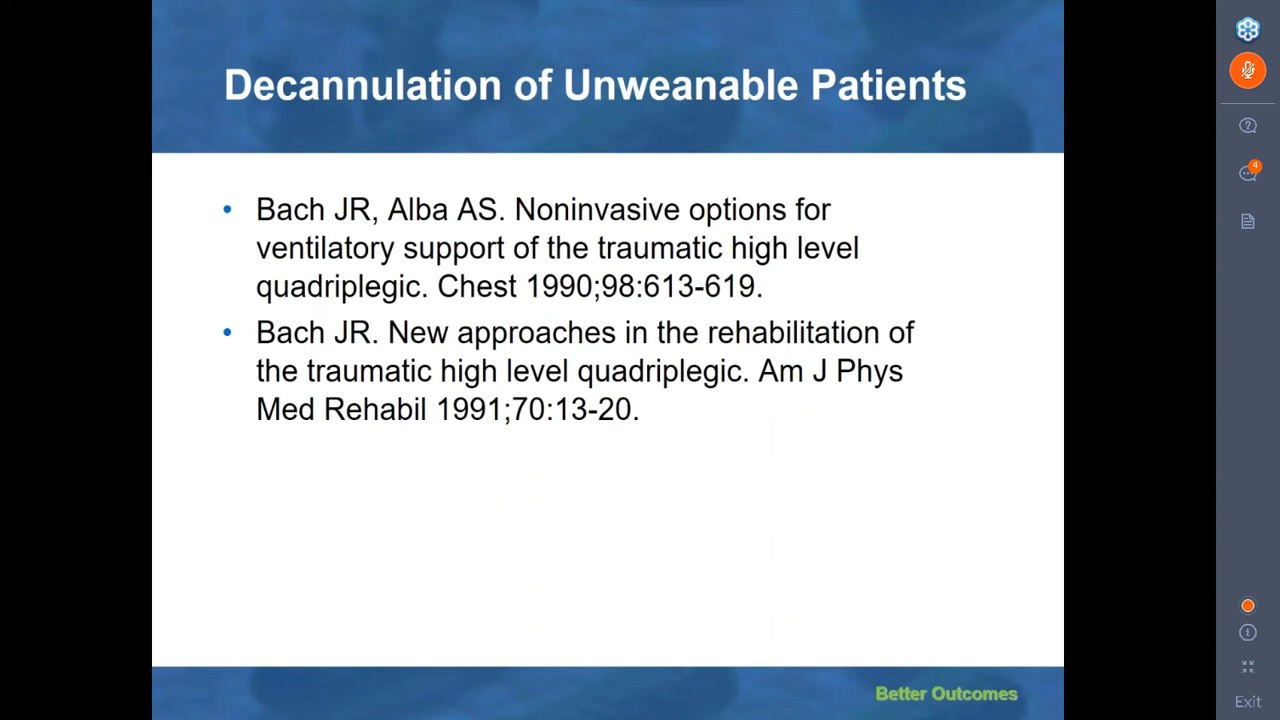 Decannulation of Unweanable Patients
• Bach JR, Alba AS. Noninvasive options for
ventilatory support of the traumatic high level
quadriplegic. Chest 1990;98:613-619.
• Bach JR. New approaches in the rehabilitation of
the traumatic high level quadriplegic. Am J Phys
Med Rehabil 1991;70:13-20.
Better Outcomes
4
Exit